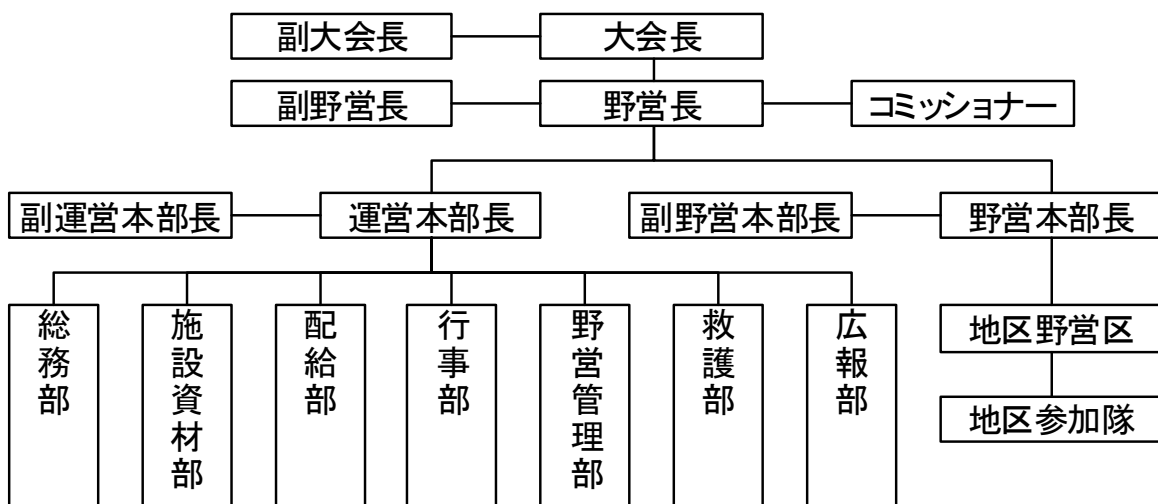 副大会長
大会長
副野営長
野営長
コミッショナー
副運営本部長
運営本部長
副野営本部長
野営本部長
総務部
施設資材部
配給部
行事部
野営管理部
救護部
広報部
地区野営区
地区参加隊